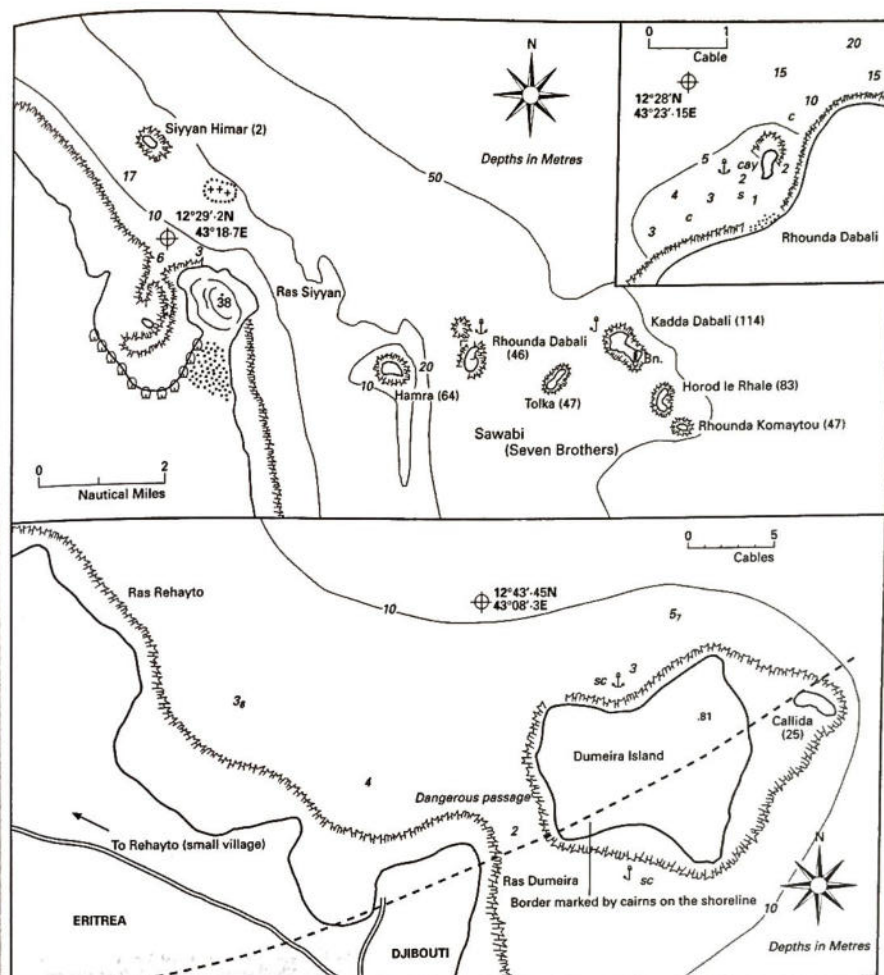 Siyyan Himar (2)
17
10
12°29'·2N
43°18·7E
6
3
38
Ras Siyyan
N
Depths in Metres
50
20
10
Hamra (64)
Rhounda Dabali
(46)
Tolka (47)
Kadda Dabali (114)
Bn.
Horod le Rhale (83)
Rhounda Komaytou (47)
Sawabi
(Seven Brothers)
0 2
Nautical Miles
0 1
Cable
20
15
15
12°28'N
43°23'·15E
10
c
5
cay
2
2
4
3
s
1
c
3
Rhounda Dabali
0 5
Cables
Ras Rehayto
10
12°43'·45N
43°08'·3E
5₇
3₆
sc
3
.81
Callida
(25)
Dumeira Island
4
Dangerous passage
2
To Rehayto (small village)
Ras Dumeira
sc
Border marked by cairns on the shoreline
N
10
ERITREA
DJIBOUTI
Depths in Metres